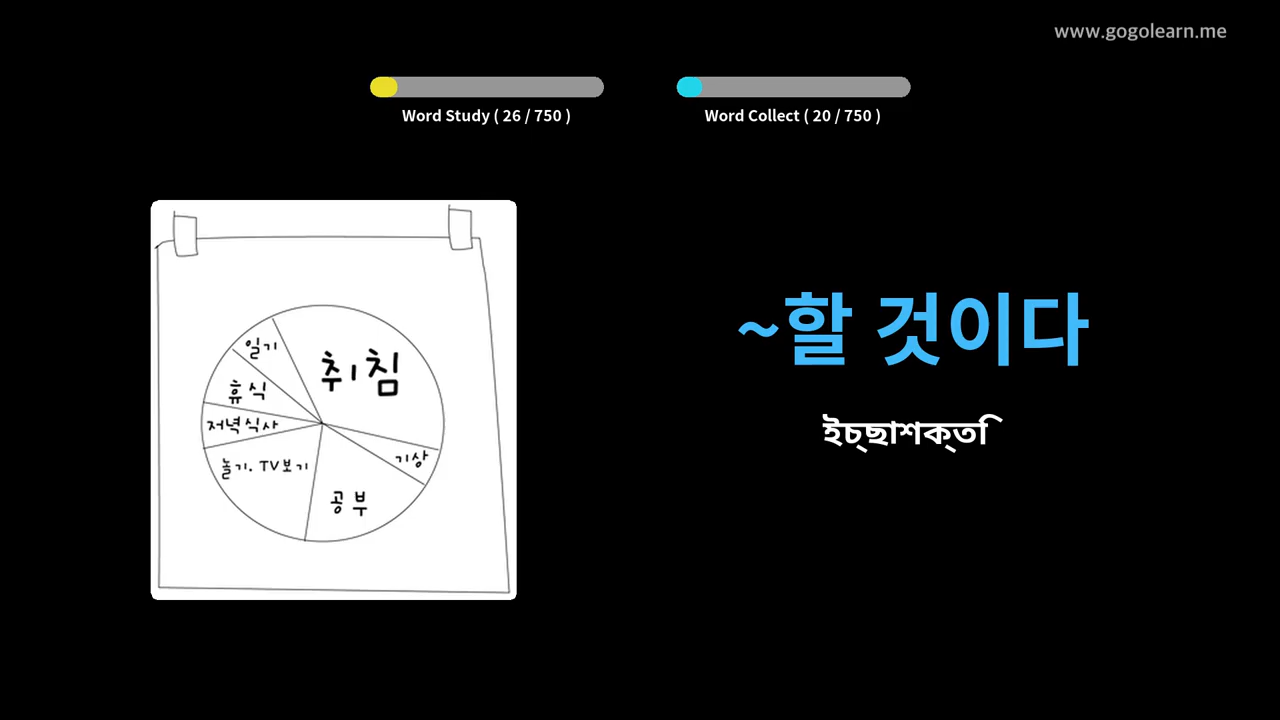 www.gogolearn.me
Word Study ( 26 / 750 )
Word Collect ( 20 / 750 )
일기
취침
휴식
저녁식사
놀기. TV보기
기상
공부
~할 것이다
ইচ্ছাশক্তি